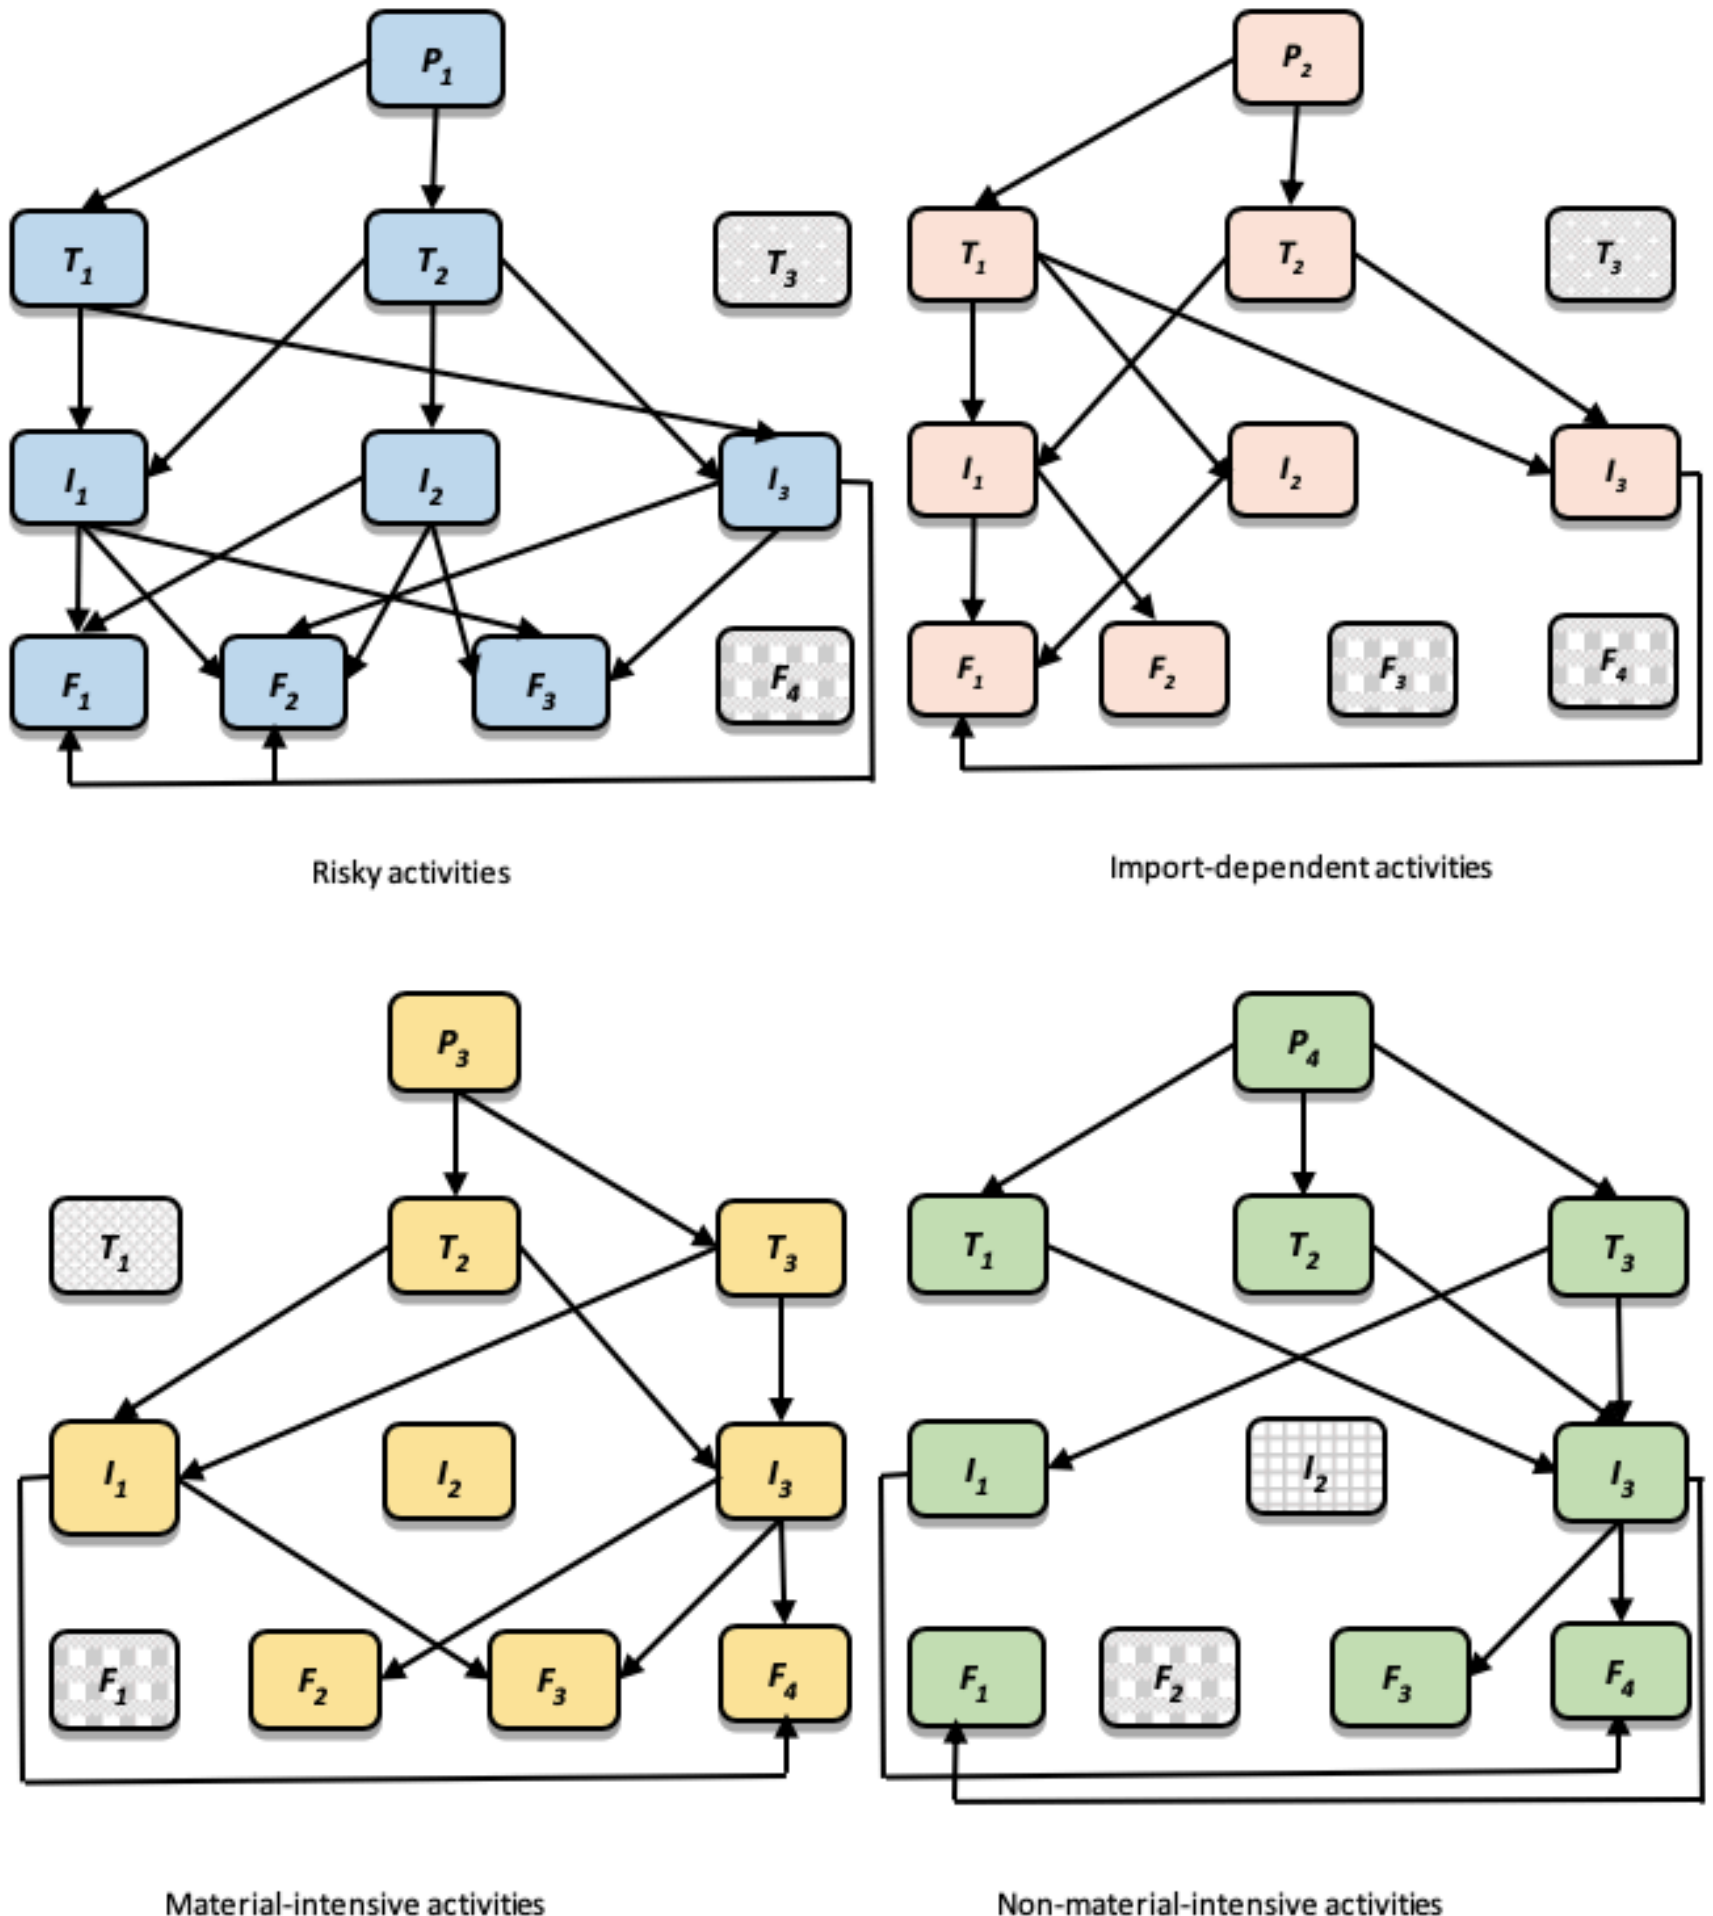 P1 P2
T1 T2 T3 T1 T2 T3
I1 I2 I3 I1 I2 I3
F1 F2 F3 F4 F1 F2 F3 F4
Risky activities Import-dependent activities
P3 P4
T1 T2 T3 T1 T2 T3
I1 I2 I3 I1 I2 I3
F1 F2 F3 F4 F1 F2 F3 F4
Material-intensive activities Non-material-intensive activities